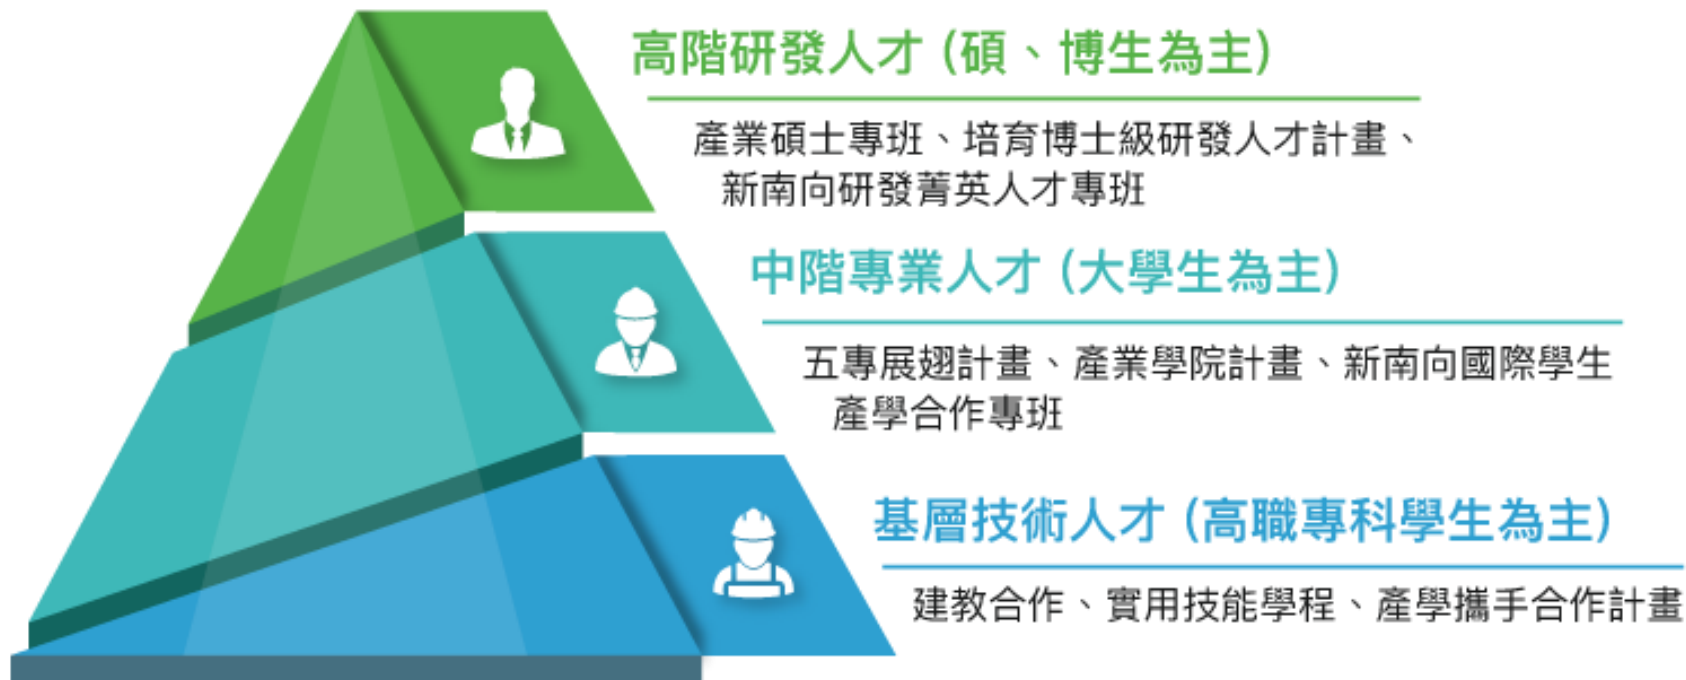 高階研發人才 (碩、博生為主)
產業碩士專班、培育博士級研發人才計畫、
新南向研發菁英人才專班
中階專業人才 (大學生為主)
五專展翅計畫、產業學院計畫、新南向國際學生
產學合作專班
基層技術人才 (高職專科學生為主)
建教合作、實用技能學程、產學攜手合作計畫